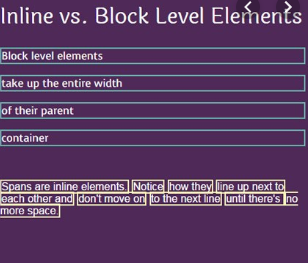 Inline vs. Block Level Elements
Block level elements
take up the entire width
of their parent
container
Spans are inline elements. Notice how they line up next to
each other and don't move on to the next line until there's no
more space.